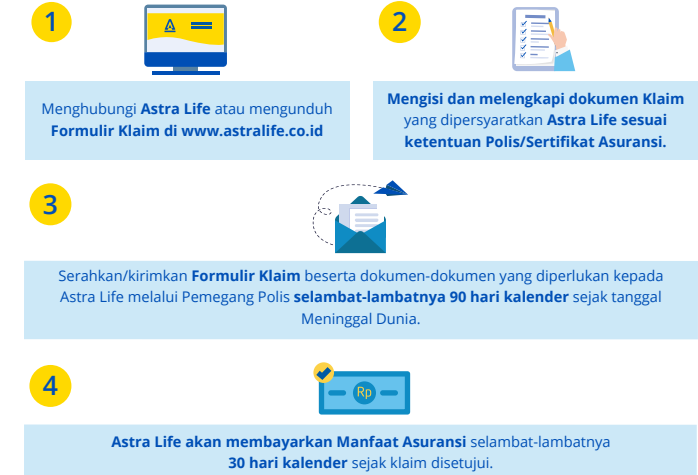 1
Menghubungi Astra Life atau mengunduh
Formulir Klaim di www.astralife.co.id
2
Mengisi dan melengkapi dokumen Klaim
yang dipersyaratkan Astra Life sesuai
ketentuan Polis/Sertifikat Asuransi.
3
Serahkan/kirimkan Formulir Klaim beserta dokumen-dokumen yang diperlukan kepada
Astra Life melalui Pemegang Polis selambat-lambatnya 90 hari kalender sejak tanggal
Meninggal Dunia.
4
Rp
Astra Life akan membayarkan Manfaat Asuransi selambat-lambatnya
30 hari kalender sejak klaim disetujui.